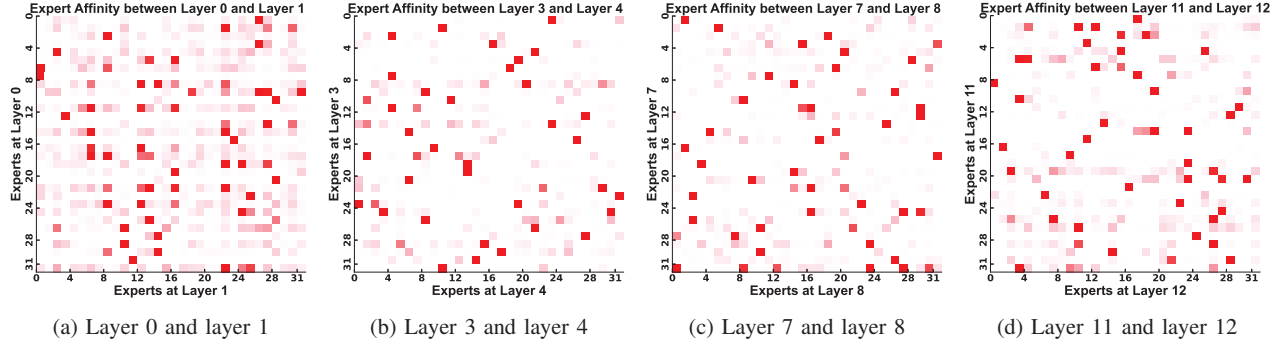 Expert Affinity between Layer 0 and Layer 1
Experts at Layer 0
0 4 8 12 16 20 24 28 31
0 4 8 12 16 20 24 28 31
Experts at Layer 1
(a) Layer 0 and layer 1
Expert Affinity between Layer 3 and Layer 4
Experts at Layer 3
0 4 8 12 16 20 24 28 31
0 4 8 12 16 20 24 28 31
Experts at Layer 4
(b) Layer 3 and layer 4
Expert Affinity between Layer 7 and Layer 8
Experts at Layer 7
0 4 8 12 16 20 24 28 31
0 4 8 12 16 20 24 28 31
Experts at Layer 8
(c) Layer 7 and layer 8
Expert Affinity between Layer 11 and Layer 12
Experts at Layer 11
0 4 8 12 16 20 24 28 31
0 4 8 12 16 20 24 28 31
Experts at Layer 12
(d) Layer 11 and layer 12